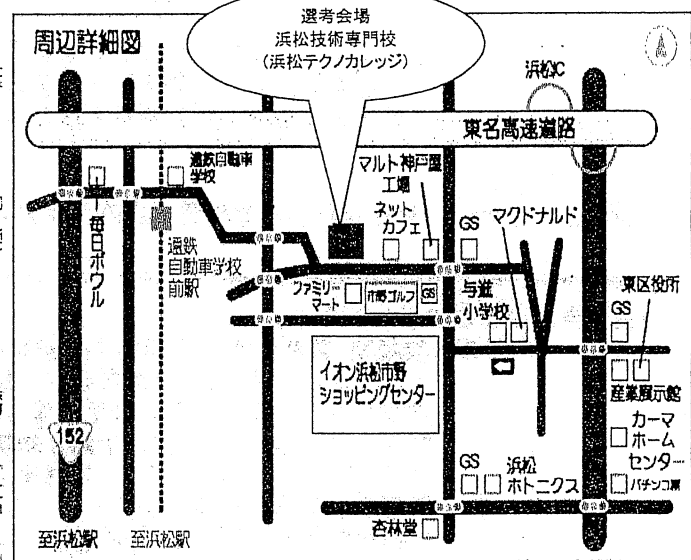 選考会場
浜松技術専門校
(浜松テクノカレッジ)
周辺詳細図
浜松IC
東名高速道路
遠鉄自動車
学校
マルト神戸屋
工場
ネット
カフェ
GS
マクドナルド
毎日ボウル
遠鉄
自動車学校
前駅
ファミリー
マート
市野ゴルフ
GS
与進
小学校
東区役所
GS
イオン浜松市野
ショッピングセンター
産業展示館
カーマ
ホーム
センター
パチンコ屋
152
GS
浜松
ホトニクス
杏林堂
至浜松駅
至浜松駅